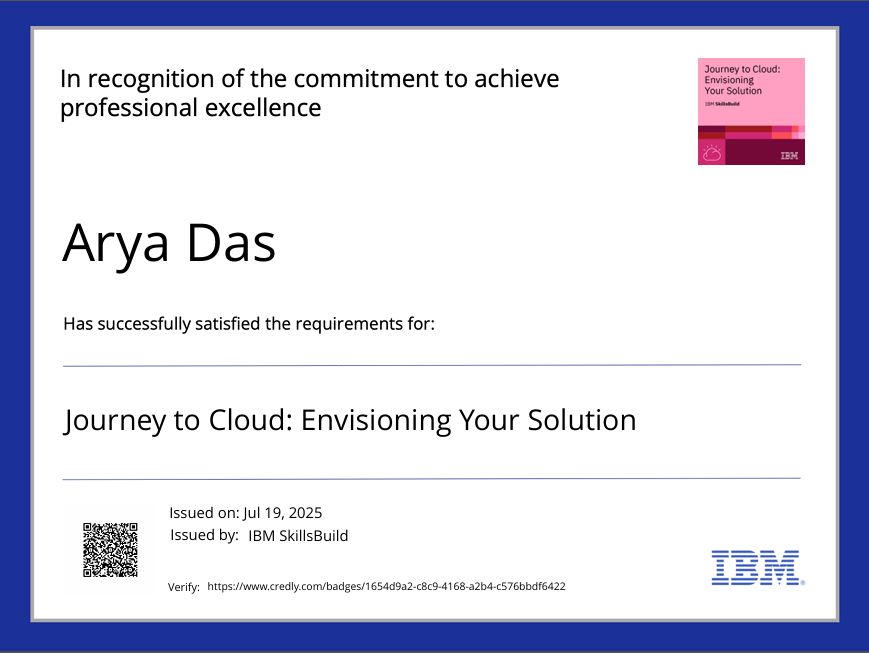 In recognition of the commitment to achieve
professional excellence
Journey to Cloud:
Envisioning
Your Solution
IBM SkillsBuild
IBM
Arya Das
Has successfully satisfied the requirements for:
Journey to Cloud: Envisioning Your Solution
Issued on: Jul 19, 2025
Issued by: IBM SkillsBuild
Verify: https://www.credly.com/badges/1654d9a2-c8c9-4168-a2b4-c576bbdf6422
IBM®